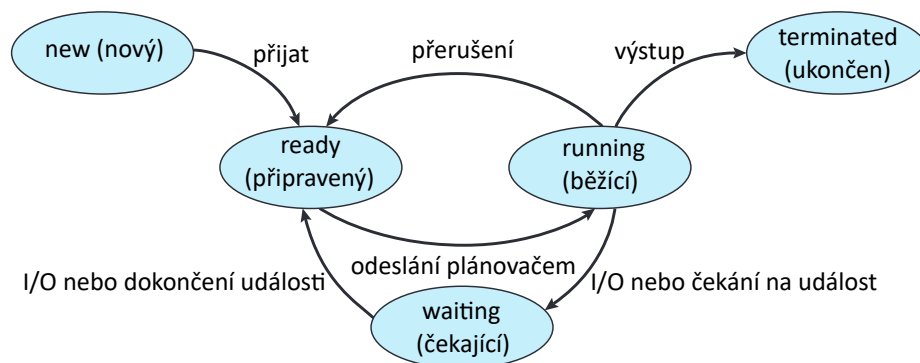 new (nový)
přijat
přerušení
výstup
terminated
(ukončen)
ready
(připravený)
running
(běžící)
I/O nebo dokončení události
odeslání plánovačem
I/O nebo čekání na událost
waiting
(čekající)